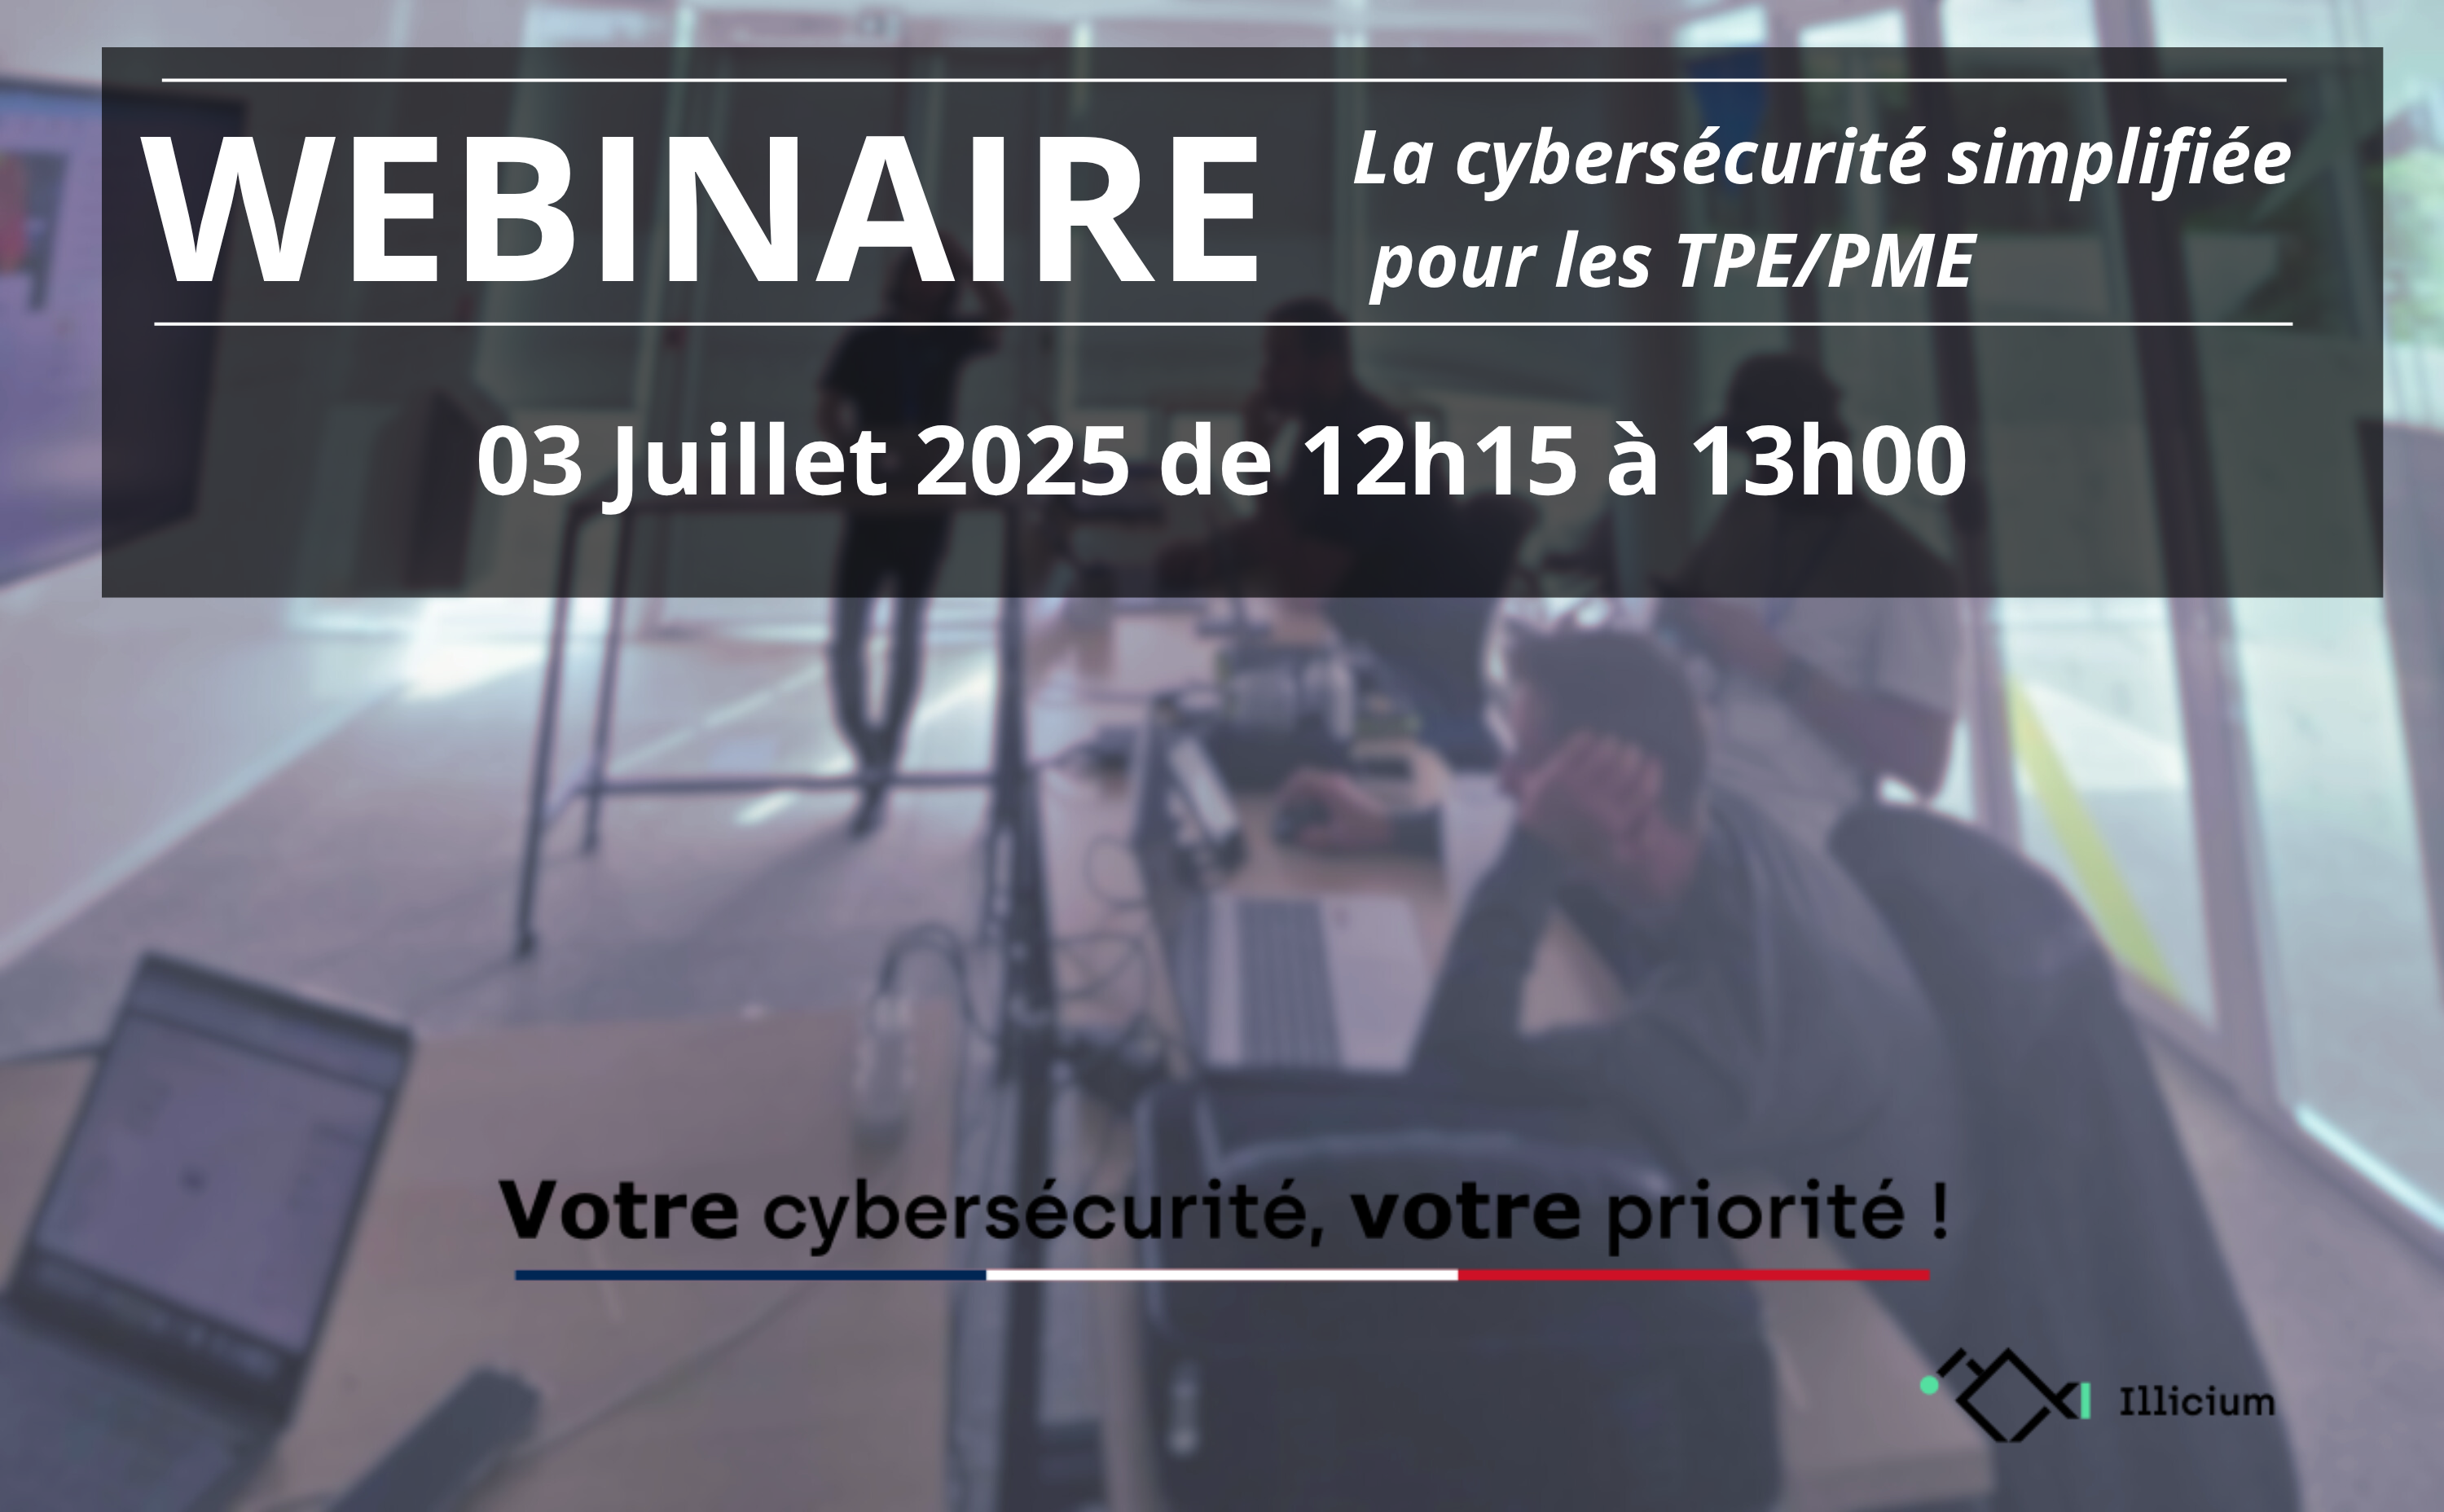 WEBINAIRE
La cybersécurité simplifiée
pour les TPE/PME
03 Juillet 2025 de 12h15 à 13h00
Votre cybersécurité, votre priorité !
Illicium